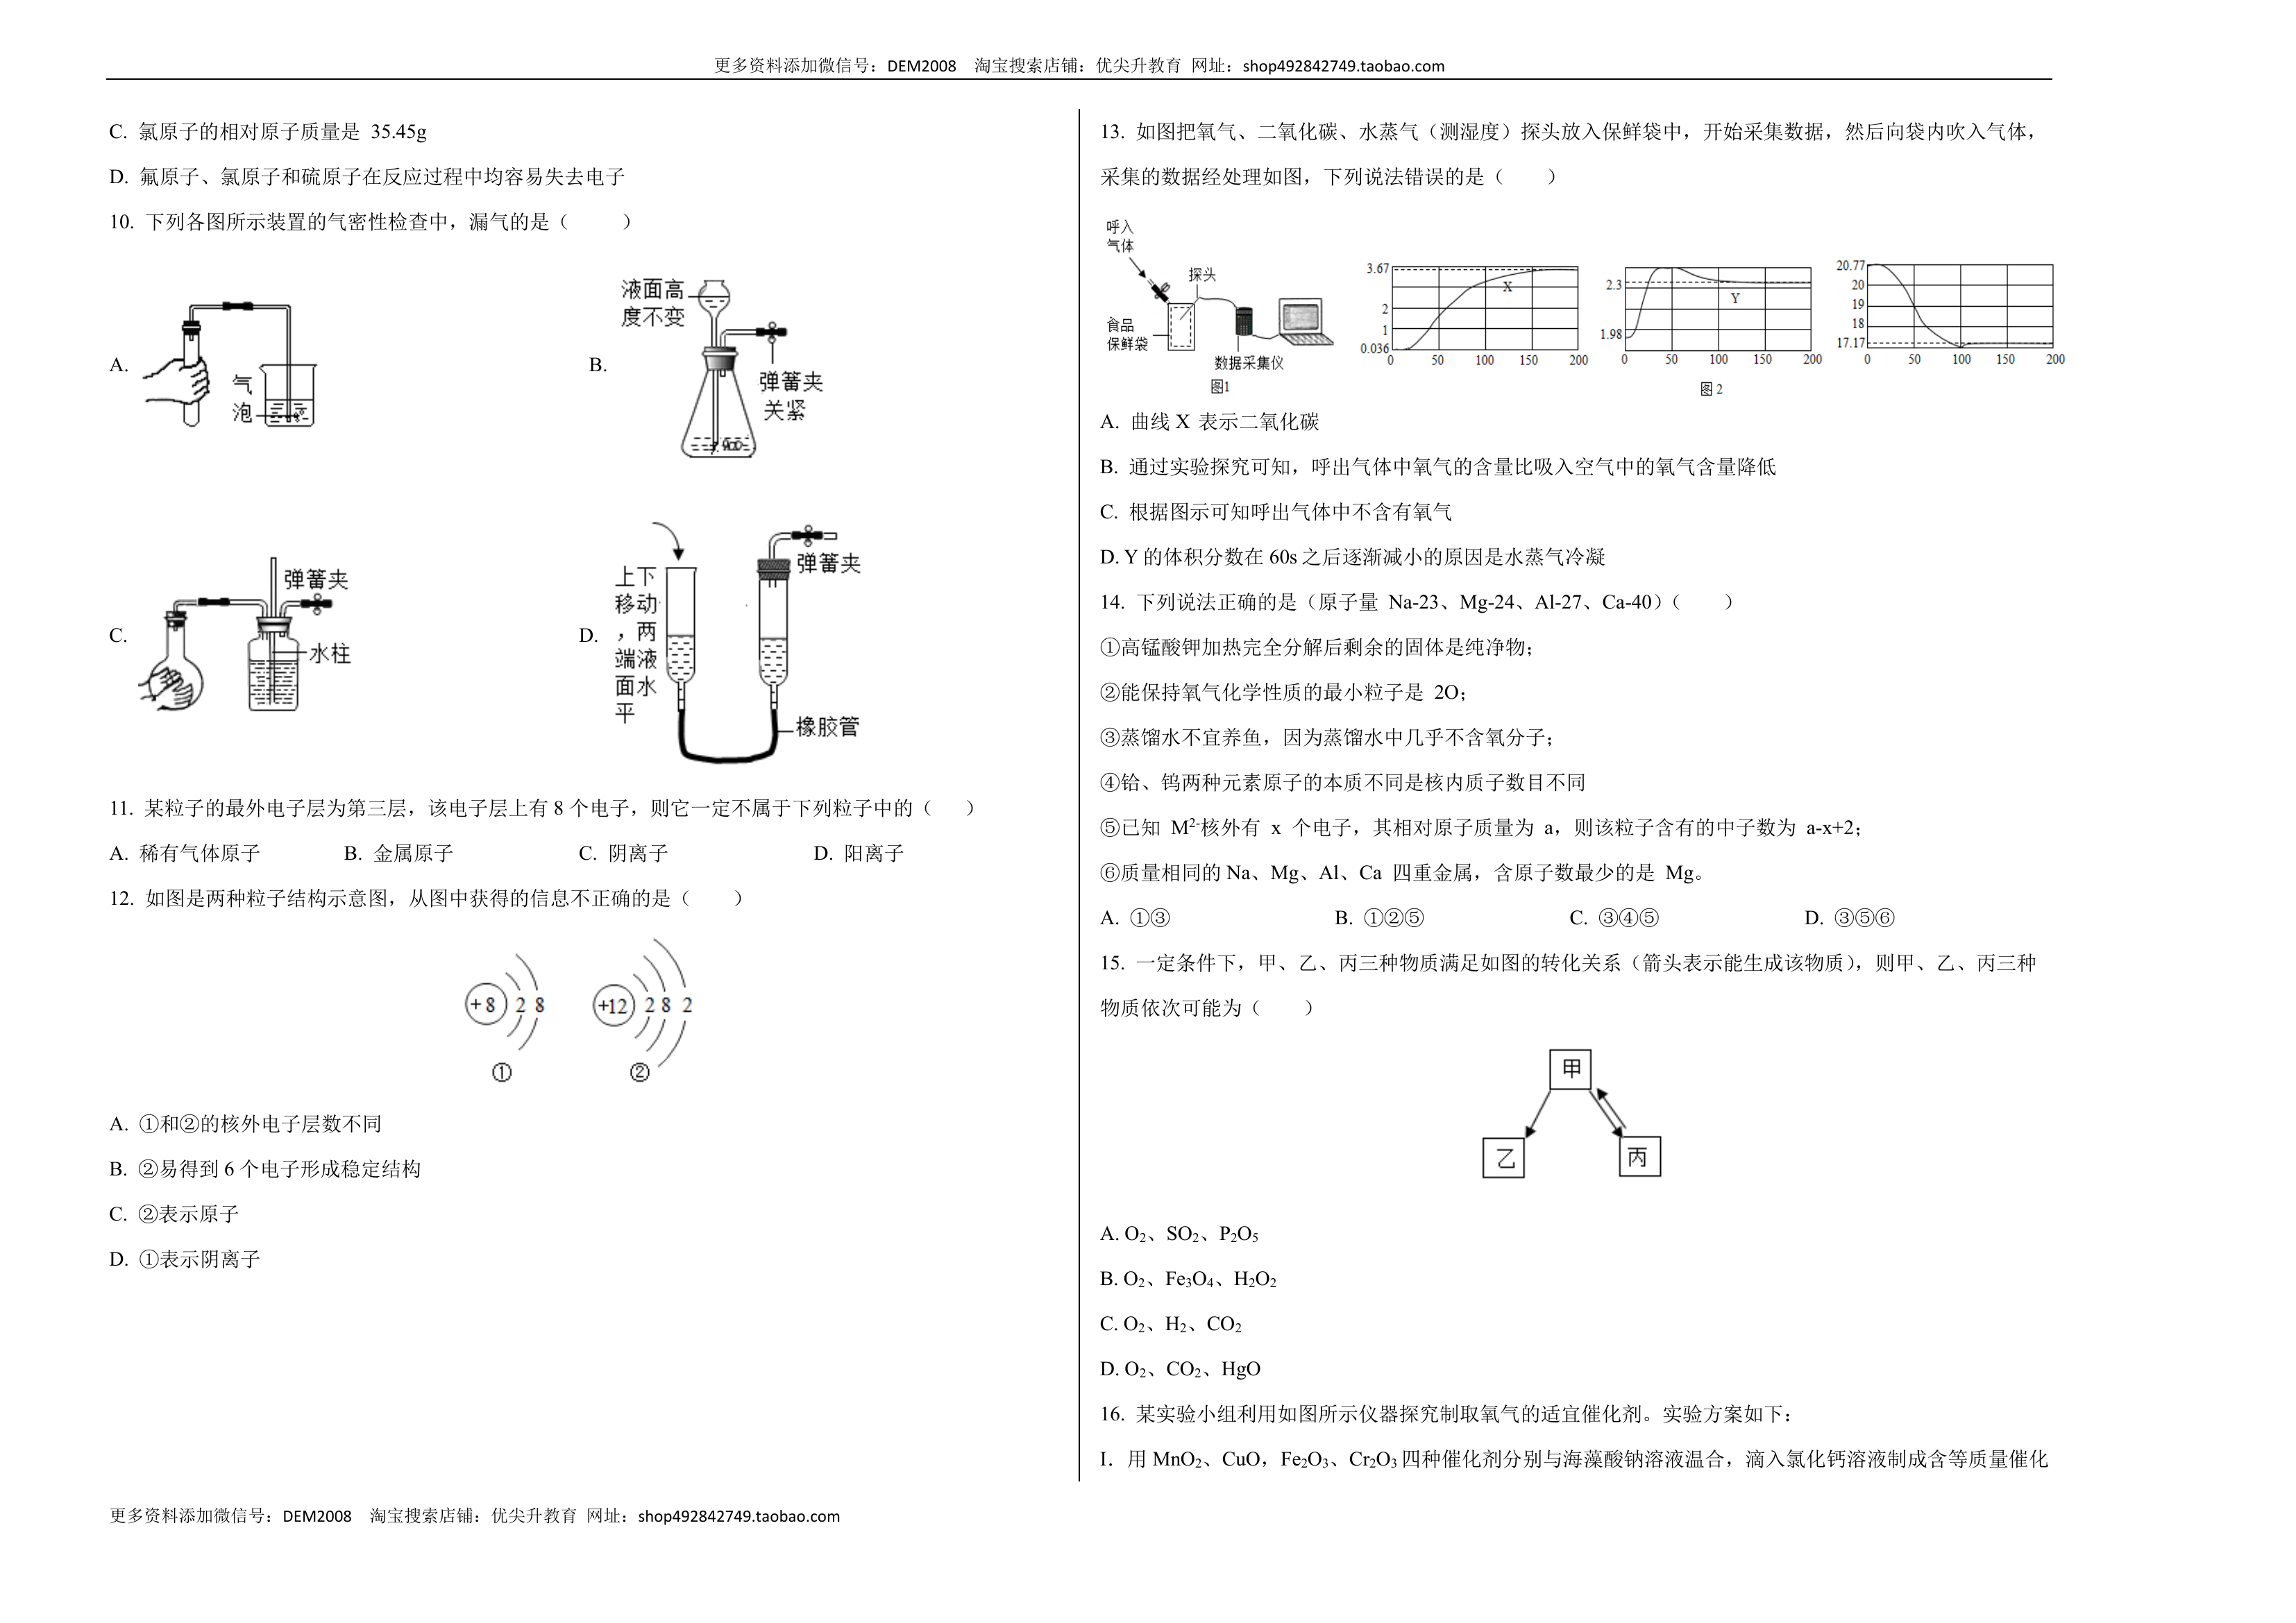 更多资料添加微信号：DEM2008　淘宝搜索店铺：优尖升教育 网址：shop492842749.taobao.com
C. 氯原子的相对原子质量是 35.45g
D. 氟原子、氯原子和硫原子在反应过程中均容易失去电子
10. 下列各图所示装置的气密性检查中，漏气的是（　　）
A.
气
泡
B.
液面高
度不变
弹簧夹
关紧
C.
弹簧夹
水柱
D.
上下
移动
，两
端液
面水
平
弹簧夹
橡胶管
11. 某粒子的最外电子层为第三层，该电子层上有8个电子，则它一定不属于下列粒子中的（　　）
A. 稀有气体原子　B. 金属原子　C. 阴离子　D. 阳离子
12. 如图是两种粒子结构示意图，从图中获得的信息不正确的是（　　）
+8 2 8
+12 2 8 2
①　②
A. ①和②的核外电子层数不同
B. ②易得到6个电子形成稳定结构
C. ②表示原子
D. ①表示阴离子
13. 如图把氧气、二氧化碳、水蒸气（测湿度）探头放入保鲜袋中，开始采集数据，然后向袋内吹入气体，
采集的数据经处理如图，下列说法错误的是（　　）
呼入
气体
探头
食品
保鲜袋
数据采集仪
图1
3.67
2
1
0.036
X
0 50 100 150 200
2.3
1.98
Y
0 50 100 150 200
20.77
20
19
18
17.17
0 50 100 150 200
图2
A. 曲线X 表示二氧化碳
B. 通过实验探究可知，呼出气体中氧气的含量比吸入空气中的氧气含量降低
C. 根据图示可知呼出气体中不含有氧气
D. Y的体积分数在60s之后逐渐减小的原因是水蒸气冷凝
14. 下列说法正确的是（原子量 Na-23、Mg-24、Al-27、Ca-40）（　　）
①高锰酸钾加热完全分解后剩余的固体是纯净物；
②能保持氧气化学性质的最小粒子是 2O；
③蒸馏水不宜养鱼，因为蒸馏水中几乎不含氧分子；
④铪、钨两种元素原子的本质不同是核内质子数目不同
⑤已知 M²⁻核外有 x 个电子，其相对原子质量为 a，则该粒子含有的中子数为 a-x+2；
⑥质量相同的Na、Mg、Al、Ca 四重金属，含原子数最少的是 Mg。
A. ①③　B. ①②⑤　C. ③④⑤　D. ③⑤⑥
15. 一定条件下，甲、乙、丙三种物质满足如图的转化关系（箭头表示能生成该物质），则甲、乙、丙三种
物质依次可能为（　　）
甲
乙　丙
A. O₂、SO₂、P₂O₅
B. O₂、Fe₃O₄、H₂O₂
C. O₂、H₂、CO₂
D. O₂、CO₂、HgO
16. 某实验小组利用如图所示仪器探究制取氧气的适宜催化剂。实验方案如下：
I. 用MnO₂、CuO，Fe₂O₃、Cr₂O₃四种催化剂分别与海藻酸钠溶液温合，滴入氯化钙溶液制成含等质量催化
更多资料添加微信号：DEM2008　淘宝搜索店铺：优尖升教育 网址：shop492842749.taobao.com